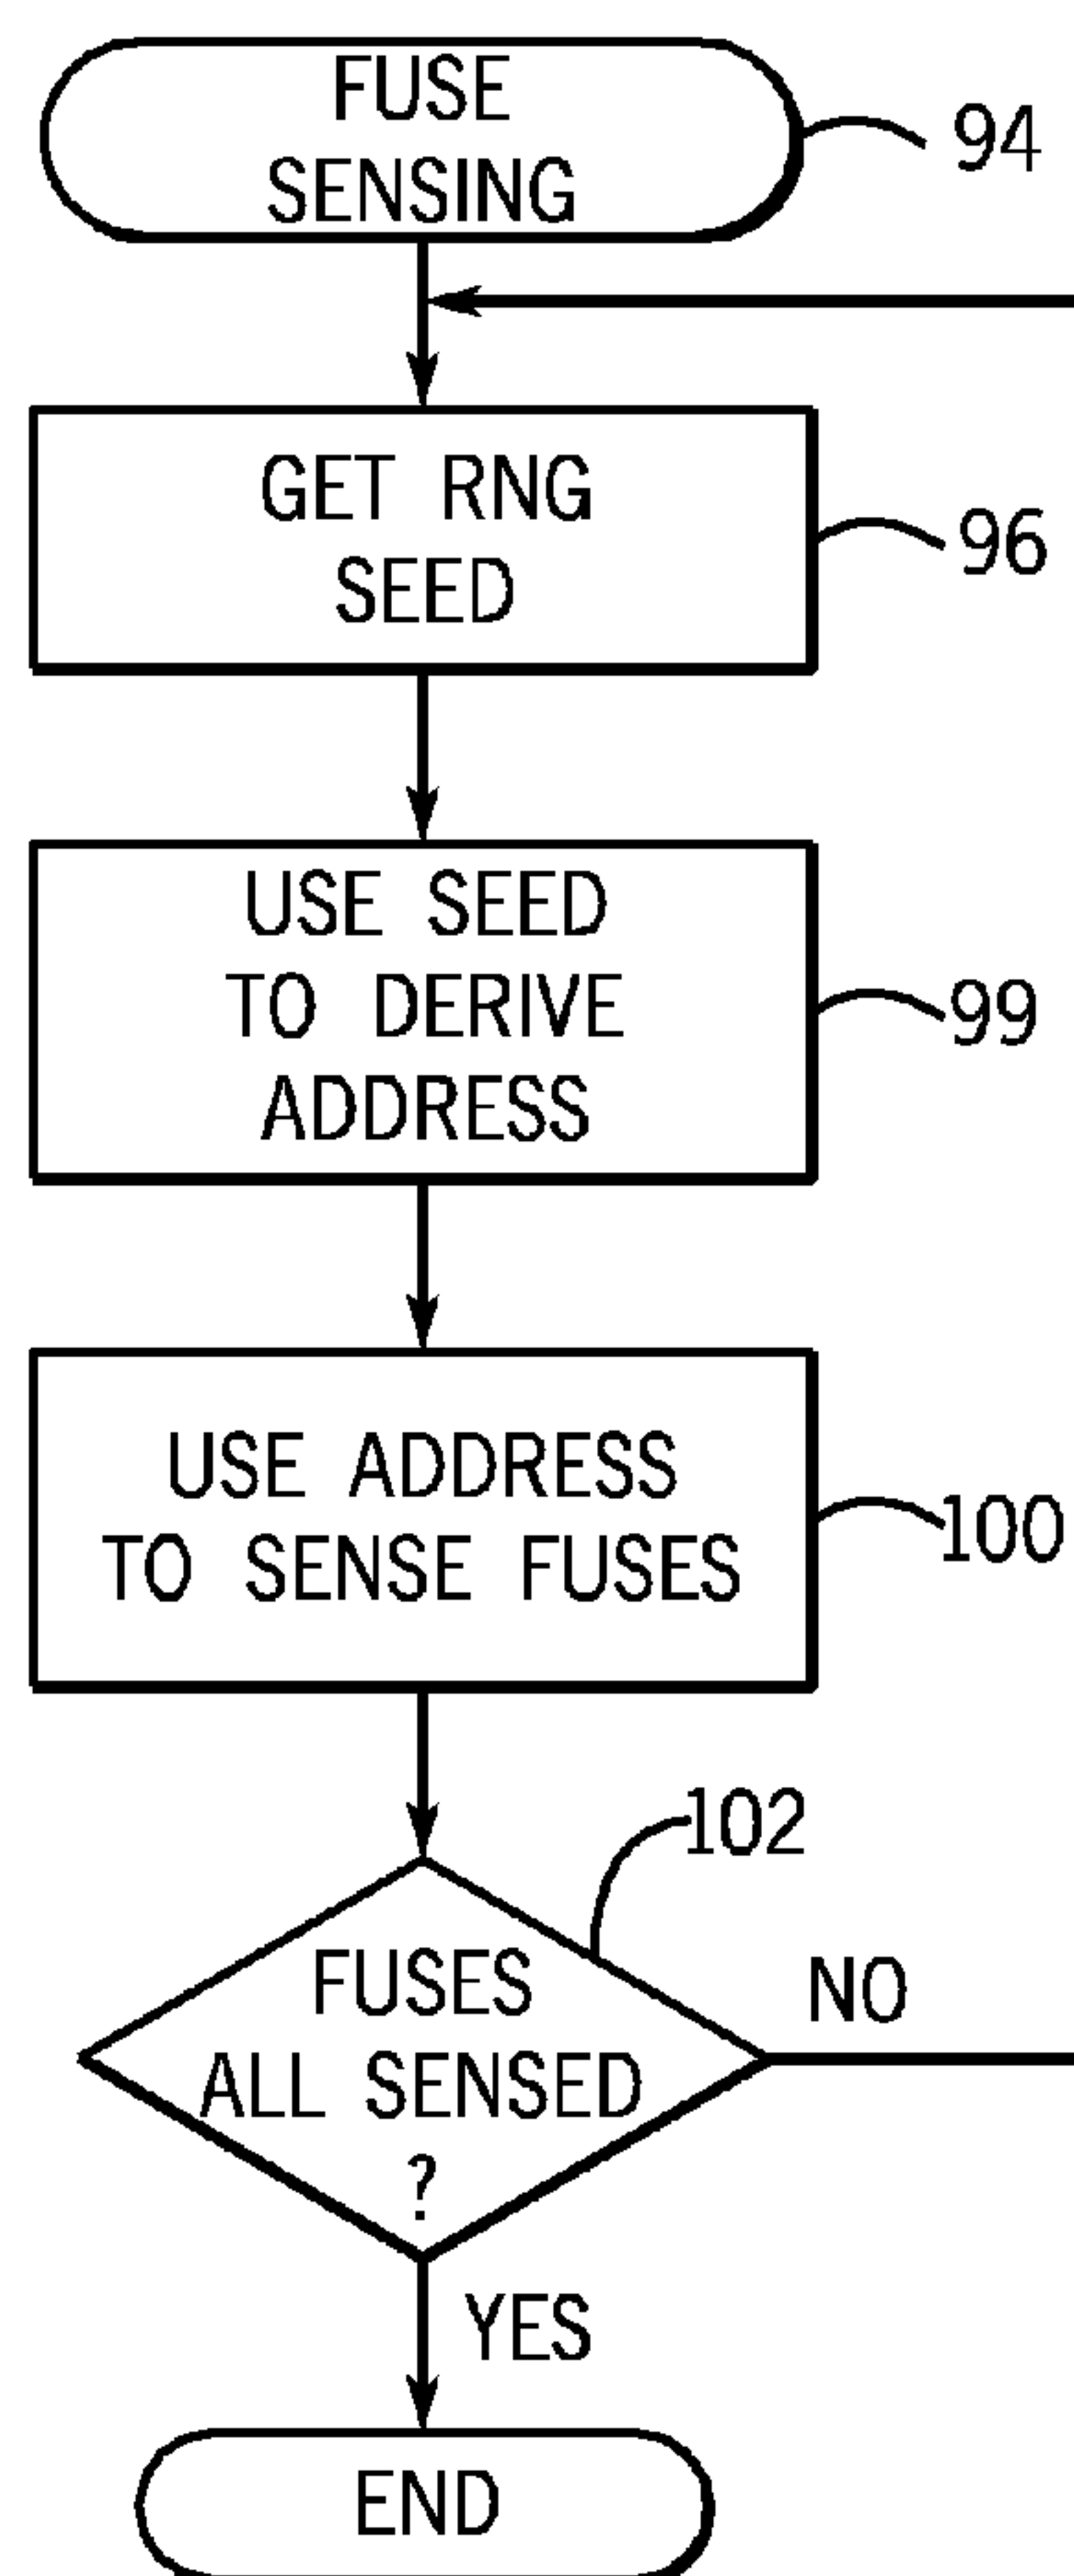 FUSE
SENSING
94
GET RNG
SEED
96
USE SEED
TO DERIVE
ADDRESS
99
USE ADDRESS
TO SENSE FUSES
100
102
FUSES
ALL SENSED
?
NO
YES
END